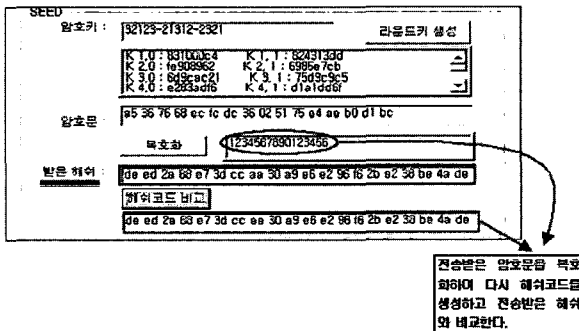 SEED
암호키 : 92123-21312-2321 라운드키 생성
K 1,0 : 831000c4 K 1, 1 : 824313dd
K 2,0 : fe908962 K 2, 1 : 6985e7cb
K 3,0 : 6d9cac21 K 3, 1 : 75d9c9c5
K 4,0 : e283adf6 K 4, 1 : d1a1dd6f
암호문 : a5 36 76 68 ec fc dc 36 02 51 75 a4 ae b0 d1 bc
복호화 1234567890123456
받은 해쉬 : de ed 2a 68 e7 3d cc aa 30 a9 e6 e2 96 f6 2b e2 38 be 4a de
해쉬코드 비교
de ed 2a 68 e7 3d cc aa 30 a9 e6 e2 96 f6 2b e2 38 be 4a de
전송받은 암호문을 복호
화하여 다시 해쉬코드를
생성하고 전송받은 해쉬
와 비교한다.